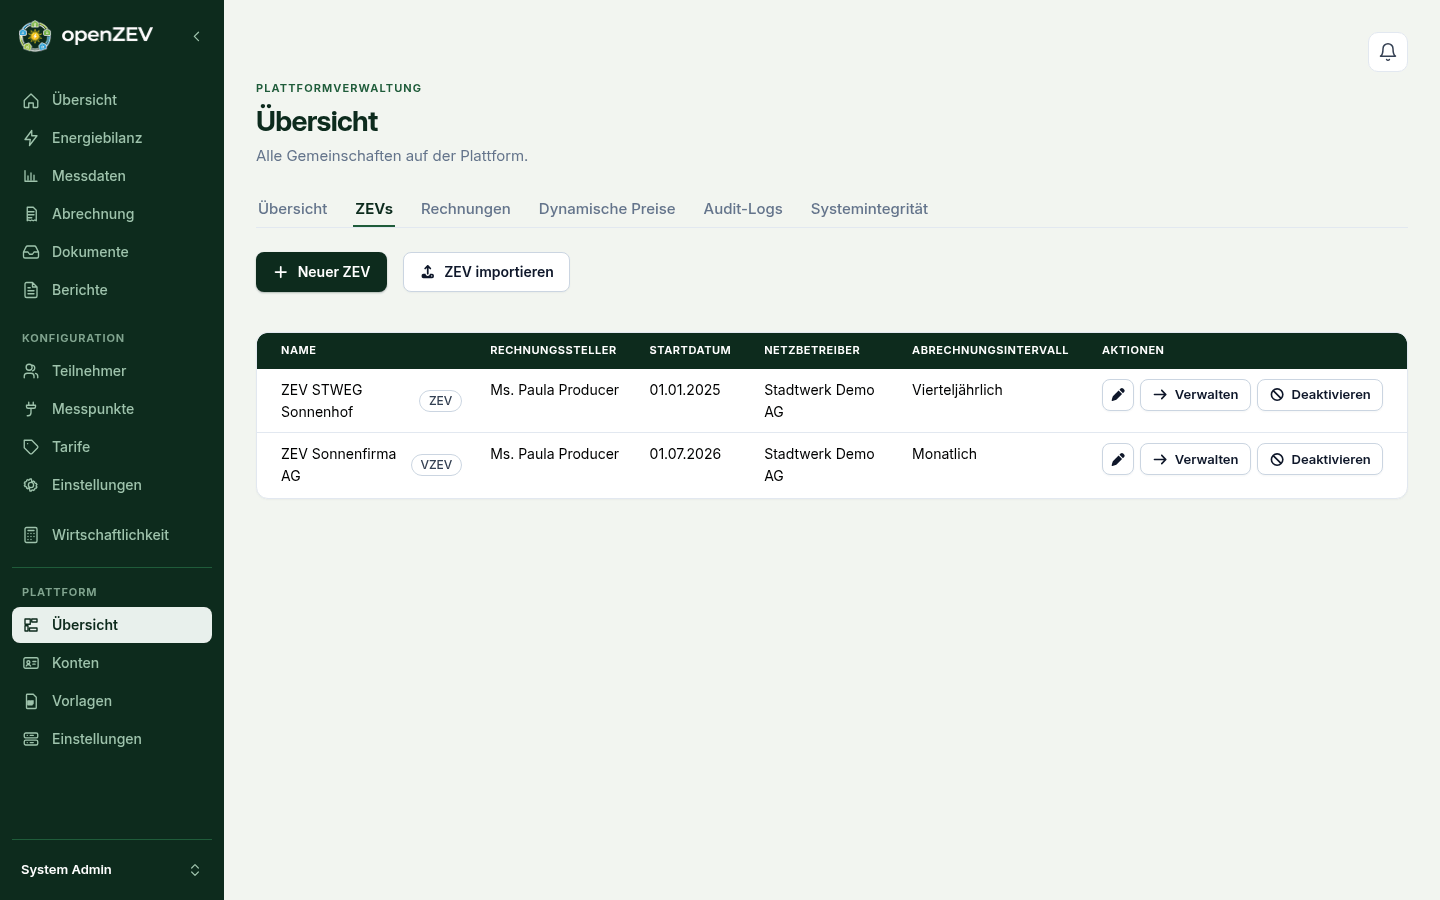 openZEV
Übersicht
Energiebilanz
Messdaten
Abrechnung
Dokumente
Berichte
KONFIGURATION
Teilnehmer
Messpunkte
Tarife
Einstellungen
Wirtschaftlichkeit
PLATTFORM
Übersicht
Konten
Vorlagen
Einstellungen
System Admin
PLATTFORMVERWALTUNG
Übersicht
Alle Gemeinschaften auf der Plattform.
Übersicht ZEVs Rechnungen Dynamische Preise Audit-Logs Systemintegrität
Neuer ZEV ZEV importieren
NAME RECHNUNGSSTELLER STARTDATUM NETZBETREIBER ABRECHNUNGSINTERVALL AKTIONEN
ZEV STWEG Sonnenhof ZEV Ms. Paula Producer 01.01.2025 Stadtwerk Demo AG Vierteljährlich Verwalten Deaktivieren
ZEV Sonnenfirma AG VZEV Ms. Paula Producer 01.07.2026 Stadtwerk Demo AG Monatlich Verwalten Deaktivieren